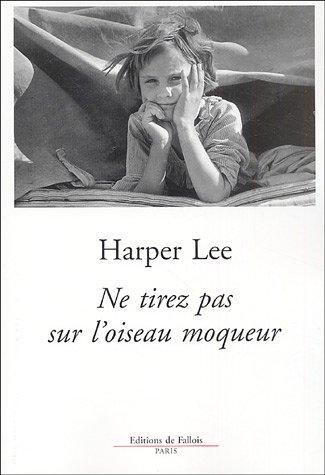 Harper Lee
Ne tirez pas
sur l'oiseau moqueur
Editions de Fallois
PARIS